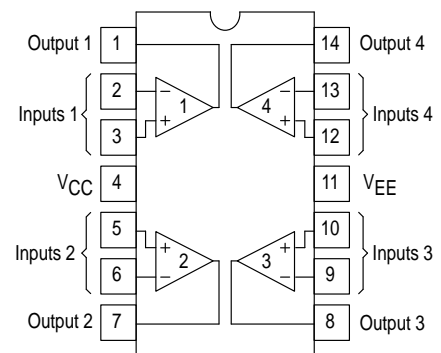 Output 1 1 14 Output 4
2 − − 13
Inputs 1 1 4 Inputs 4
3 + + 12
VCC 4 11 VEE
5 + + 10
Inputs 2 2 3 Inputs 3
6 − − 9
Output 2 7 8 Output 3